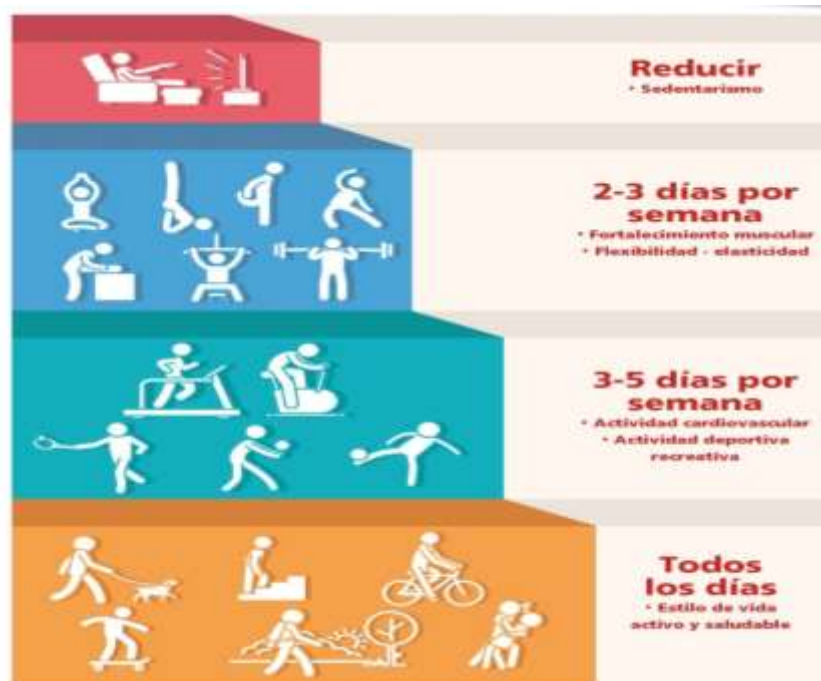 Reducir
• Sedentarismo
2-3 días por
semana
• Fortalecimiento muscular
• Flexibilidad - elasticidad
3-5 días por
semana
• Actividad cardiovascular
• Actividad deportiva
recreativa
Todos
los días
• Estilo de vida
activo y saludable